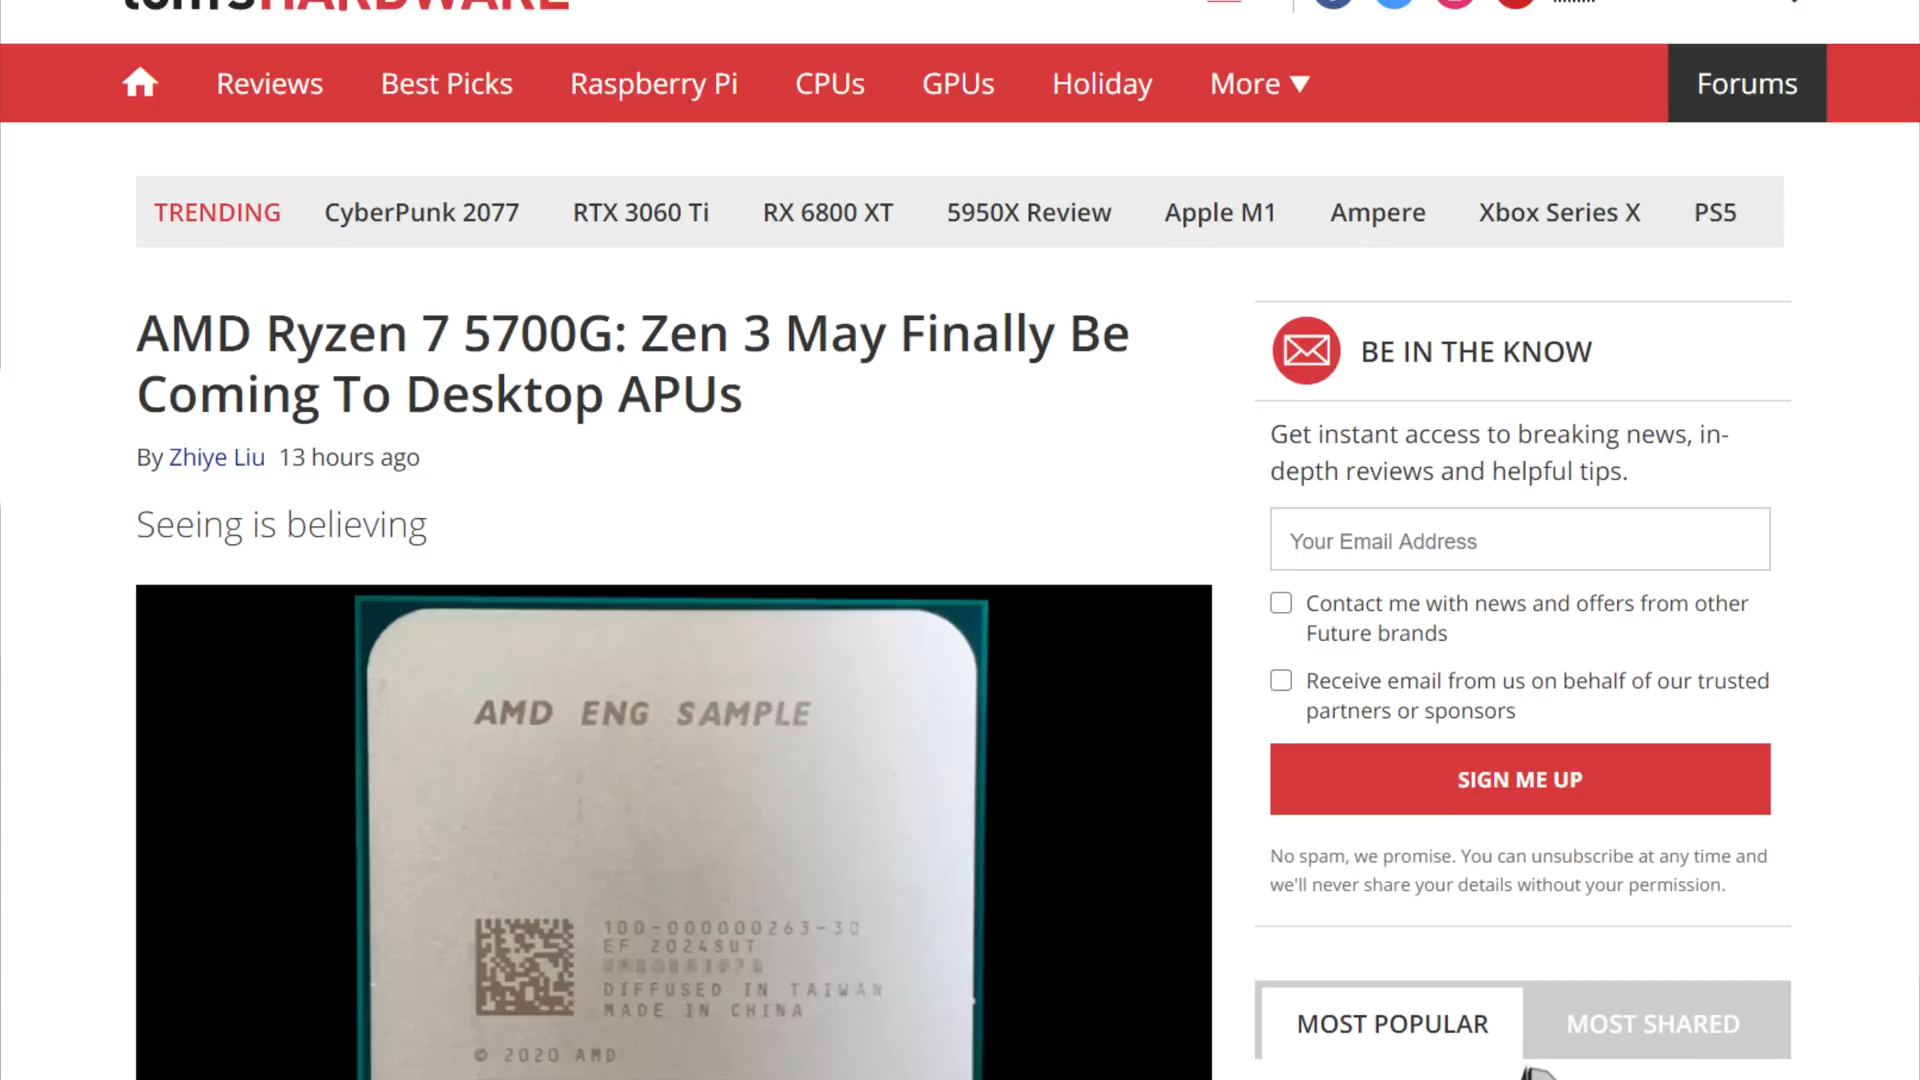 tom'sHARDWARE
Reviews Best Picks Raspberry Pi CPUs GPUs Holiday More Forums
TRENDING CyberPunk 2077 RTX 3060 Ti RX 6800 XT 5950X Review Apple M1 Ampere Xbox Series X PS5
AMD Ryzen 7 5700G: Zen 3 May Finally Be
Coming To Desktop APUs
By Zhiye Liu 13 hours ago
Seeing is believing
AMD ENG SAMPLE
100-000000263-30
EF 2024SUT
DIFFUSED IN TAIWAN
MADE IN CHINA
© 2020 AMD
BE IN THE KNOW
Get instant access to breaking news, in-
depth reviews and helpful tips.
Your Email Address
Contact me with news and offers from other
Future brands
Receive email from us on behalf of our trusted
partners or sponsors
SIGN ME UP
No spam, we promise. You can unsubscribe at any time and
we'll never share your details without your permission.
MOST POPULAR MOST SHARED